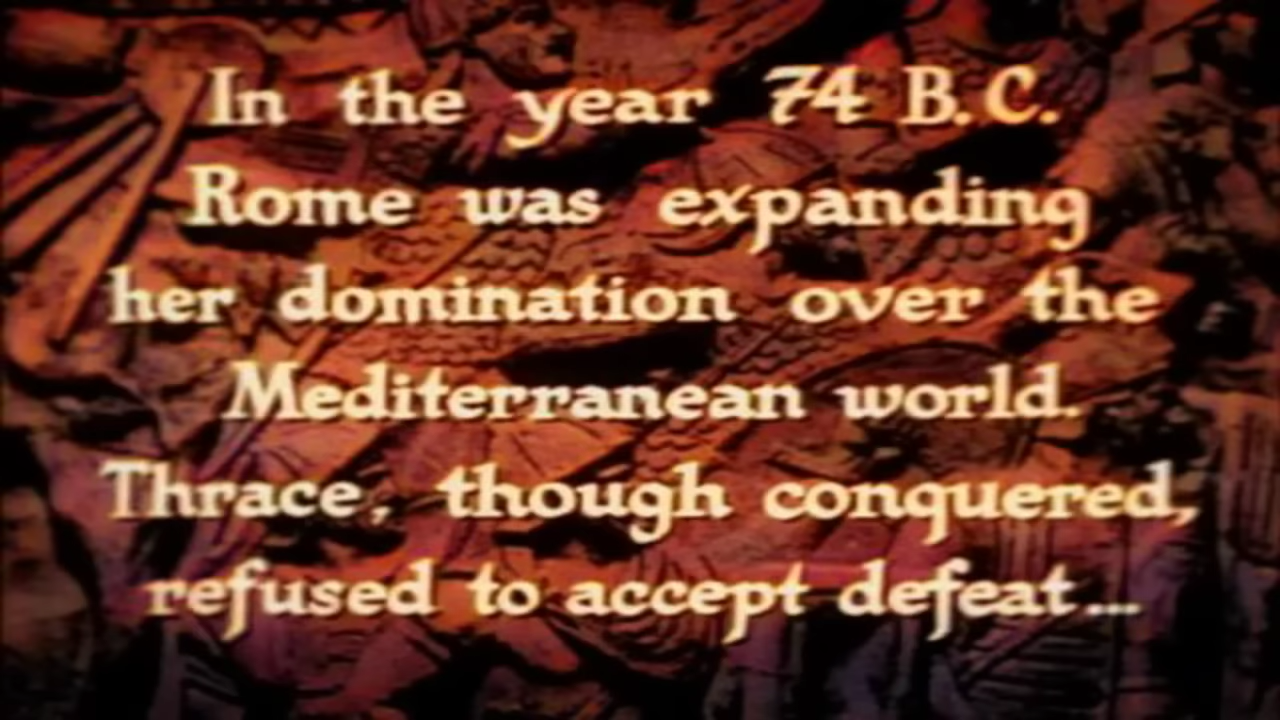 In the year 74 B.C.
Rome was expanding
her domination over the
Mediterranean world.
Thrace, though conquered,
refused to accept defeat...